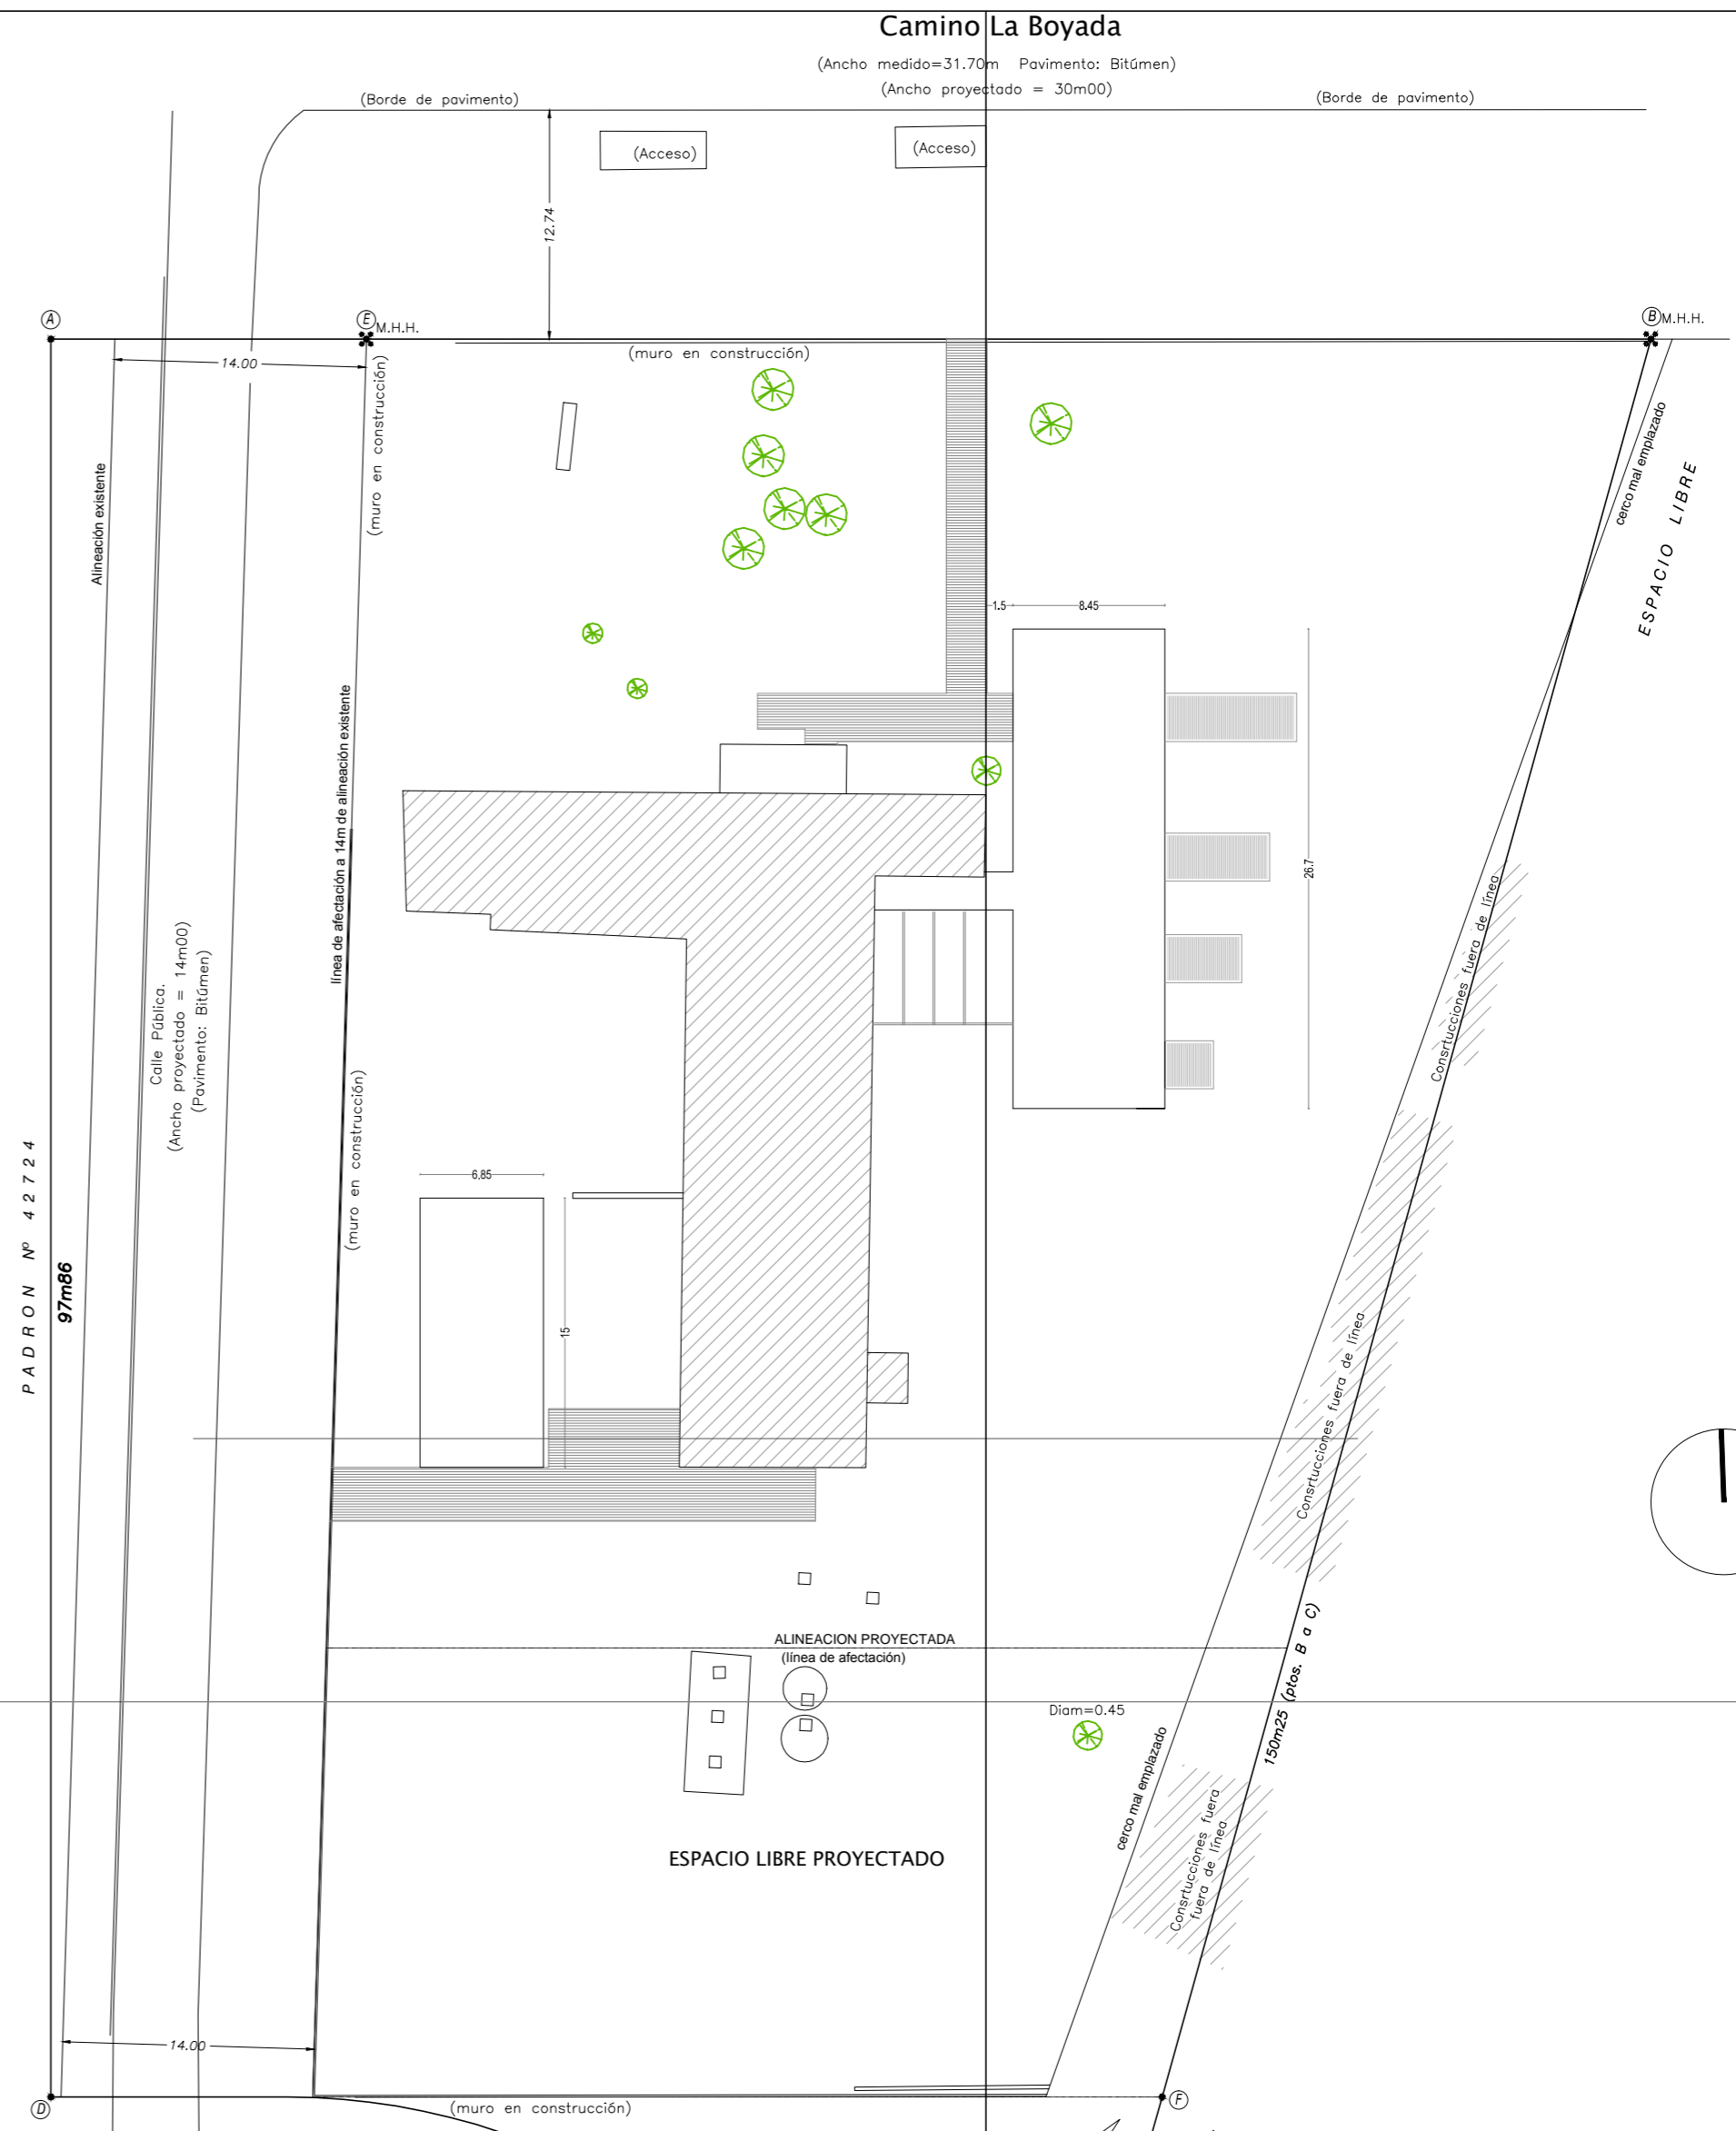 Camino La Boyada
(Ancho medido=31.70m Pavimento: Bitúmen)
(Ancho proyectado = 30m00)
(Borde de pavimento)
(Borde de pavimento)
(Acceso)
(Acceso)
12.74
A
E
M.H.H.
B
M.H.H.
14.00
(muro en construcción)
(muro en construcción)
cerco mal emplazado
ESPACIO LIBRE
Alineación existente
1.5
8.45
línea de afectación a 14m de alineación existente
26.7
Consrtucciones fuera de línea
Calle Pública.
(Ancho proyectado = 14m00)
(Pavimento: Bitúmen)
(muro en construcción)
PADRON Nº 42724
97m86
6.85
15
Consrtucciones fuera de línea
ALINEACION PROYECTADA
(línea de afectación)
150m25 (ptos. B a C)
Diam=0.45
cerco mal emplazado
Consrtucciones fuera
fuera de línea
ESPACIO LIBRE PROYECTADO
14.00
D
(muro en construcción)
F